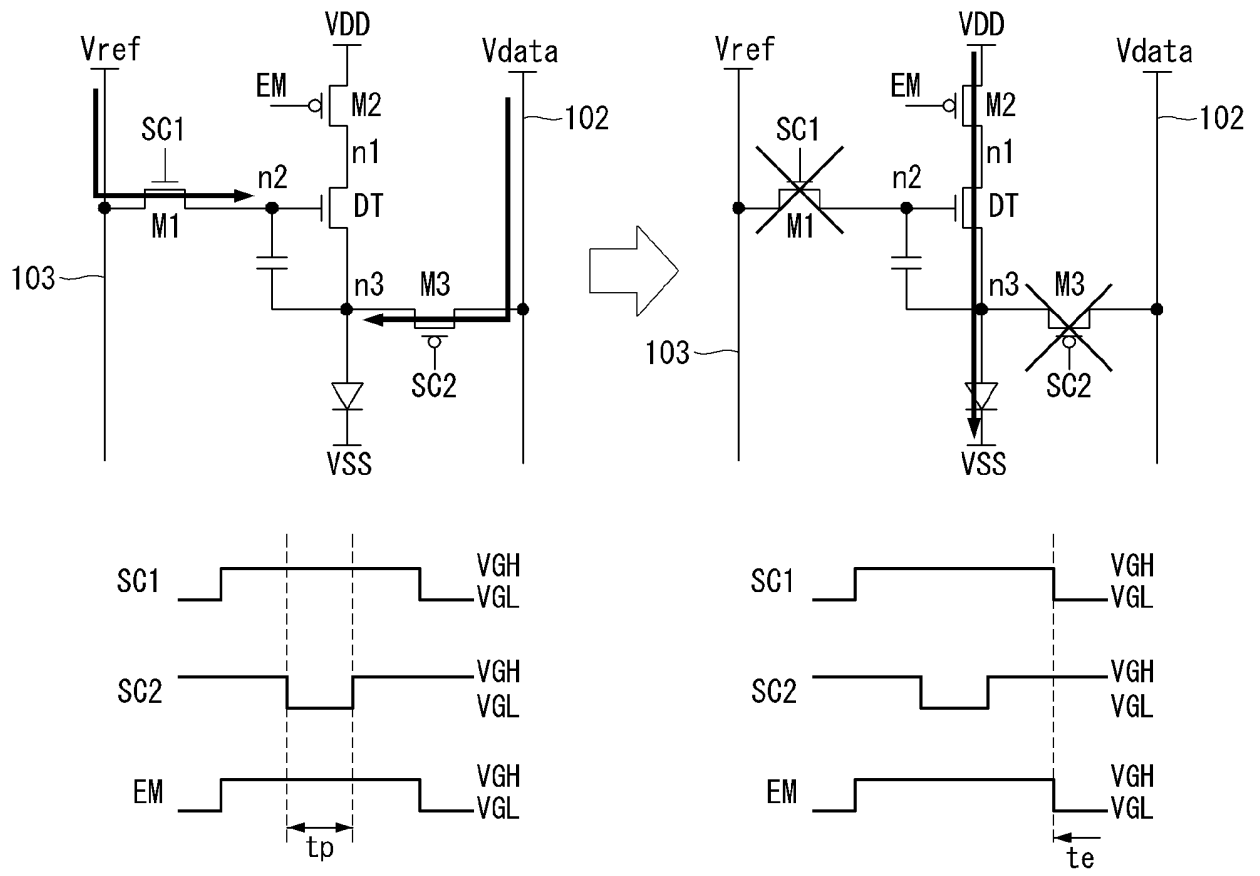 VDD
Vref
Vdata
EM
M2
102
SC1
n1
n2
DT
M1
103
n3
M3
SC2
VSS
VDD
Vref
Vdata
EM
M2
102
SC1
n1
n2
DT
M1
n3
M3
103
SC2
VSS
SC1
VGH
VGL
SC2
VGH
VGL
EM
VGH
VGL
tp
SC1
VGH
VGL
SC2
VGH
VGL
EM
VGH
VGL
te